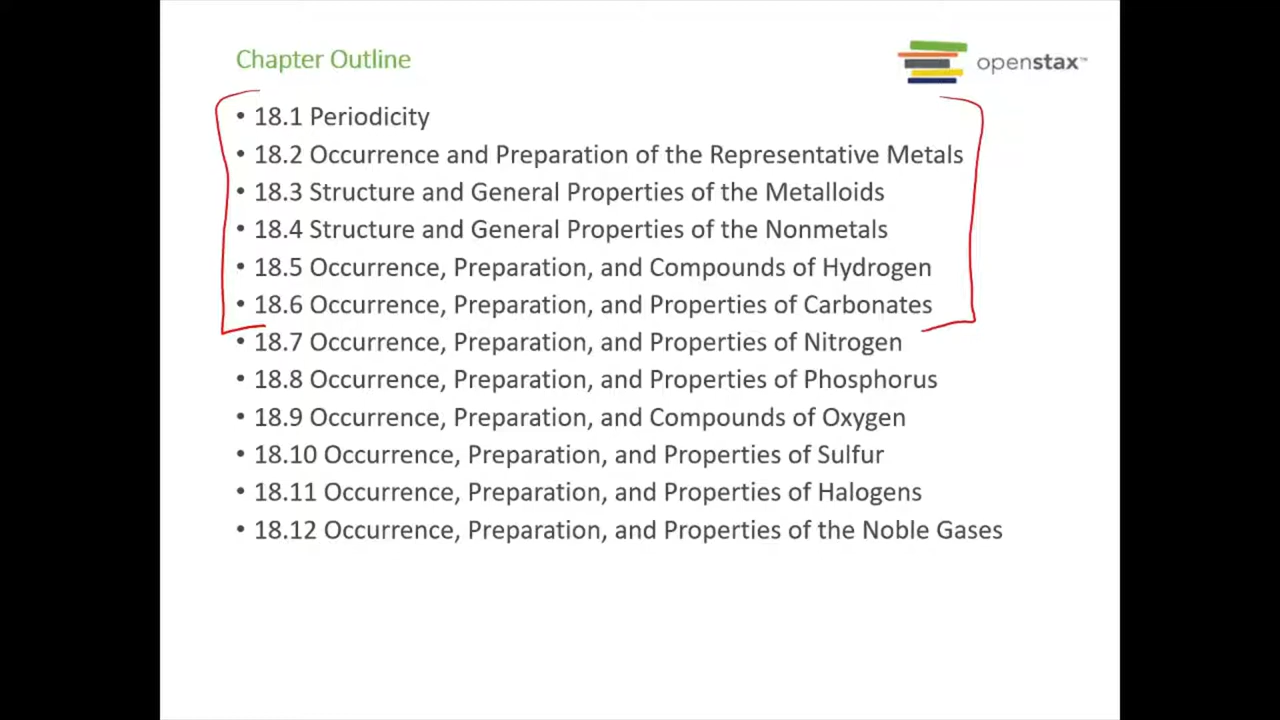 Chapter Outline
openstax™
• 18.1 Periodicity
• 18.2 Occurrence and Preparation of the Representative Metals
• 18.3 Structure and General Properties of the Metalloids
• 18.4 Structure and General Properties of the Nonmetals
• 18.5 Occurrence, Preparation, and Compounds of Hydrogen
• 18.6 Occurrence, Preparation, and Properties of Carbonates
• 18.7 Occurrence, Preparation, and Properties of Nitrogen
• 18.8 Occurrence, Preparation, and Properties of Phosphorus
• 18.9 Occurrence, Preparation, and Compounds of Oxygen
• 18.10 Occurrence, Preparation, and Properties of Sulfur
• 18.11 Occurrence, Preparation, and Properties of Halogens
• 18.12 Occurrence, Preparation, and Properties of the Noble Gases